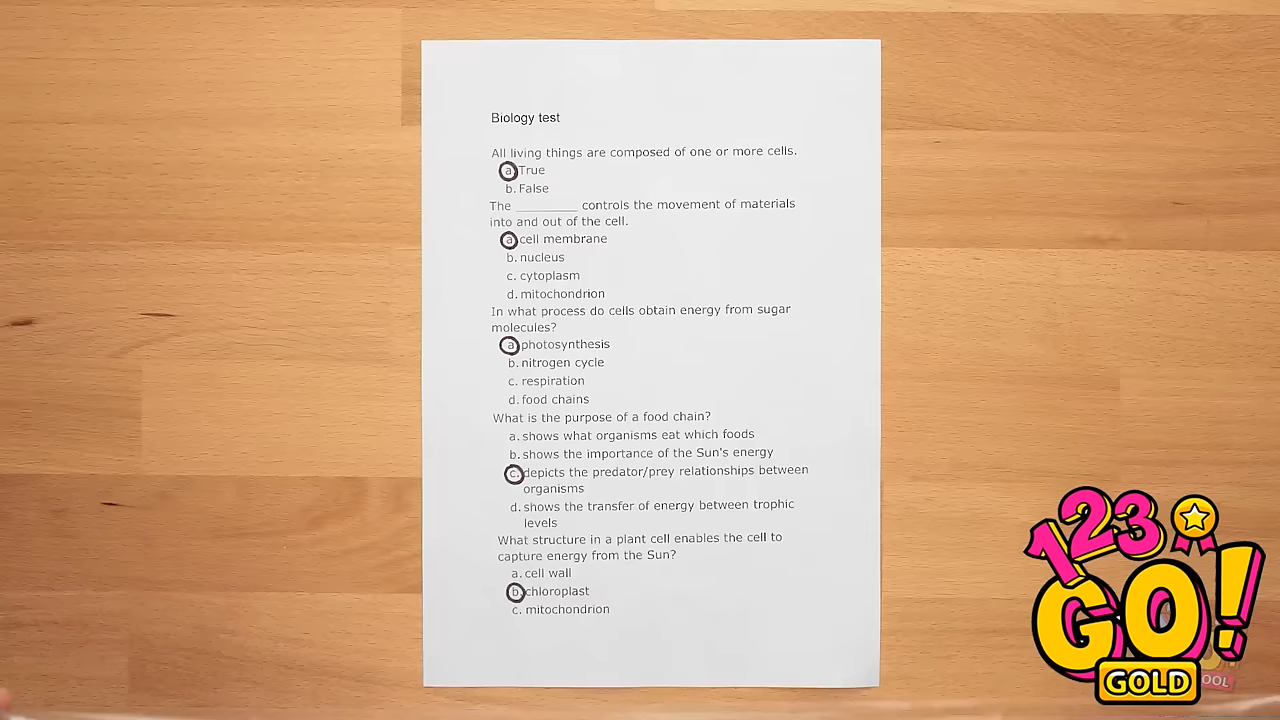 Biology test
All living things are composed of one or more cells.
a. True
b. False
The _________ controls the movement of materials
into and out of the cell.
a. cell membrane
b. nucleus
c. cytoplasm
d. mitochondrion
In what process do cells obtain energy from sugar
molecules?
a. photosynthesis
b. nitrogen cycle
c. respiration
d. food chains
What is the purpose of a food chain?
a. shows what organisms eat which foods
b. shows the importance of the Sun's energy
c. depicts the predator/prey relationships between
organisms
d. shows the transfer of energy between trophic
levels
What structure in a plant cell enables the cell to
capture energy from the Sun?
a. cell wall
b. chloroplast
c. mitochondrion
123
GO!
GOLD